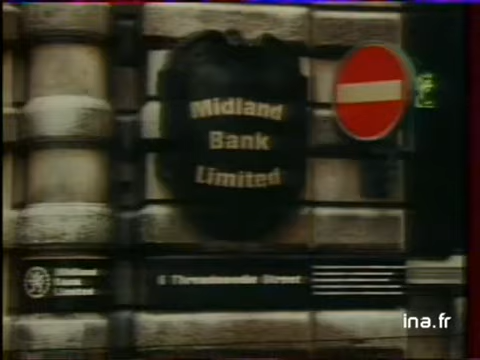 Midland
Bank
Limited
Midland
Bank
Limited
Threadneedle Street
ina.fr